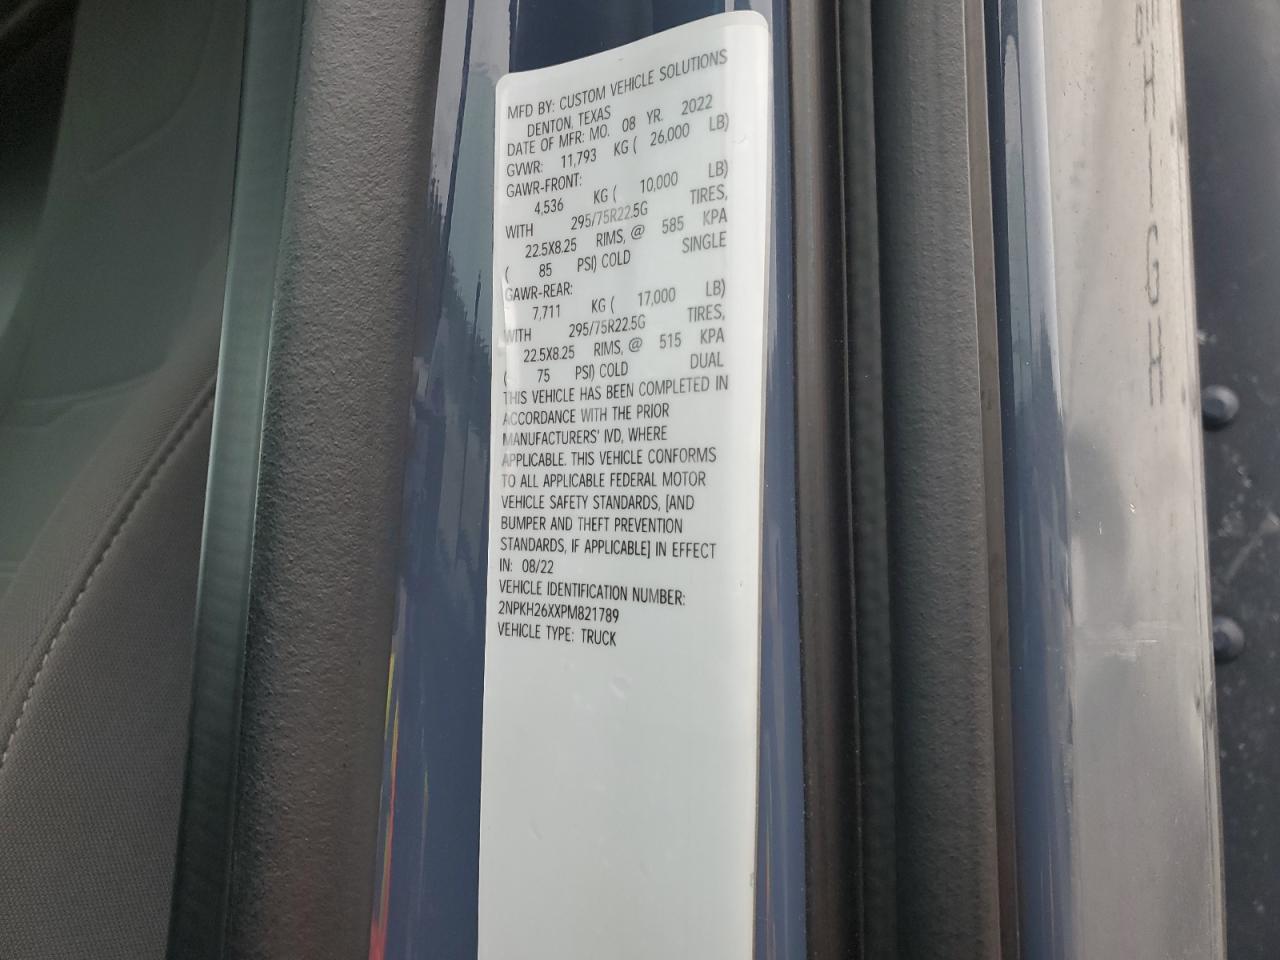 MFD BY: CUSTOM VEHICLE SOLUTIONS
DENTON, TEXAS
DATE OF MFR: MO. 08 YR. 2022
GVWR: 11,793 KG ( 26,000 LB)
GAWR-FRONT:
4,536 KG ( 10,000 LB)
WITH 295/75R22.5G TIRES,
22.5X8.25 RIMS, @ 585 KPA
( 85 PSI) COLD SINGLE
GAWR-REAR:
7,711 KG ( 17,000 LB)
WITH 295/75R22.5G TIRES,
22.5X8.25 RIMS, @ 515 KPA
( 75 PSI) COLD DUAL
THIS VEHICLE HAS BEEN COMPLETED IN
ACCORDANCE WITH THE PRIOR
MANUFACTURERS' IVD, WHERE
APPLICABLE. THIS VEHICLE CONFORMS
TO ALL APPLICABLE FEDERAL MOTOR
VEHICLE SAFETY STANDARDS, [AND
BUMPER AND THEFT PREVENTION
STANDARDS, IF APPLICABLE] IN EFFECT
IN: 08/22
VEHICLE IDENTIFICATION NUMBER:
2NPKH26XXPM821789
VEHICLE TYPE: TRUCK